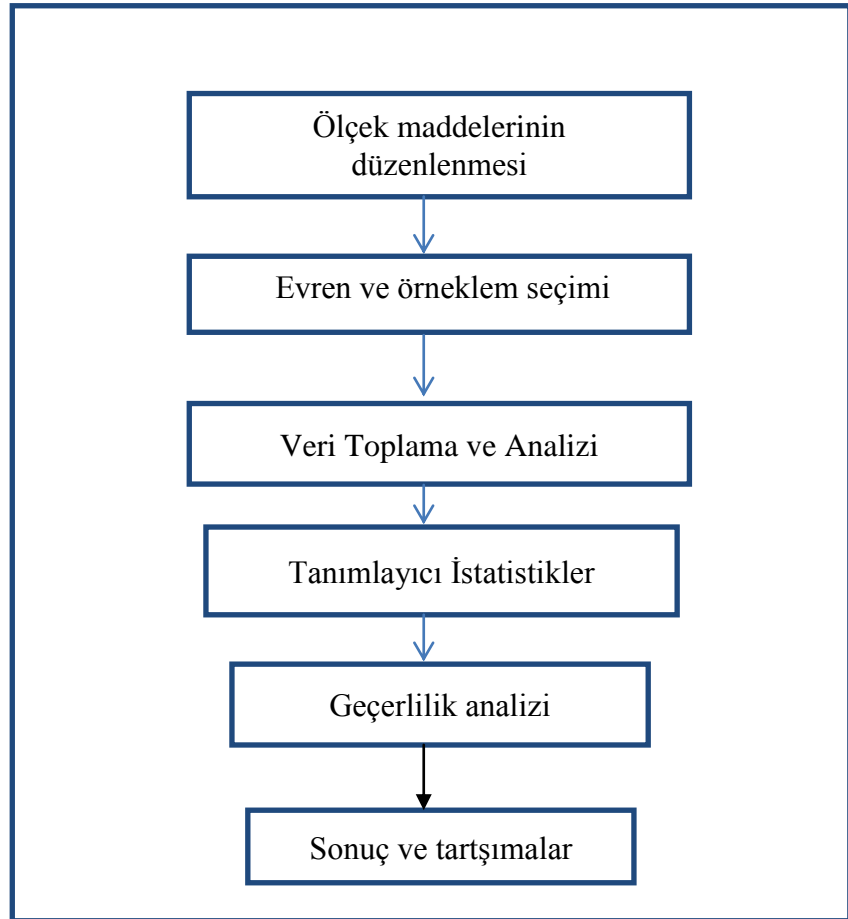 Ölçek maddelerinin
düzenlenmesi
Evren ve örneklem seçimi
Veri Toplama ve Analizi
Tanımlayıcı İstatistikler
Geçerlilik analizi
Sonuç ve tartşımalar